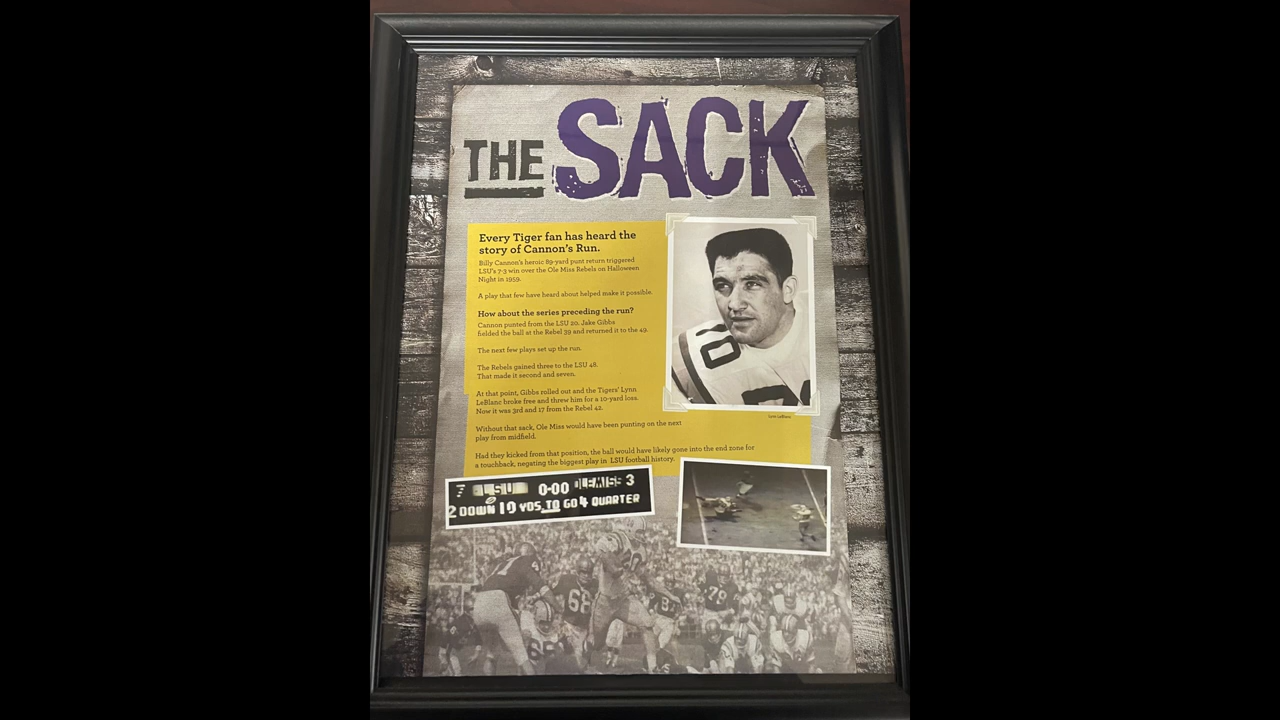 THE SACK
Every Tiger fan has heard the
story of Cannon's Run.
Billy Cannon's heroic 89-yard punt return triggered
LSU's 7-3 win over the Ole Miss Rebels on Halloween
Night in 1959.
A play that few have heard about helped make it possible.
How about the series preceding the run?
Cannon punted from the LSU 20. Jake Gibbs
fielded the ball at the Rebel 39 and returned it to the 49.
The next few plays set up the run.
The Rebels gained three to the LSU 48.
That made it second and seven.
At that point, Gibbs rolled out and the Tigers' Lynn
LeBlanc broke free and threw him for a 10-yard loss.
Now it was 3rd and 17 from the Rebel 42.
Without that sack, Ole Miss would have been punting on the next
play from midfield.
Had they kicked from that position, the ball would have likely gone into the end zone for
a touchback, negating the biggest play in LSU football history.
Lynn LeBlanc
7 LSU 0-00 OLEMISS 3
2 DOWN 10 YDS TO GO 4 QUARTER
68
65
79